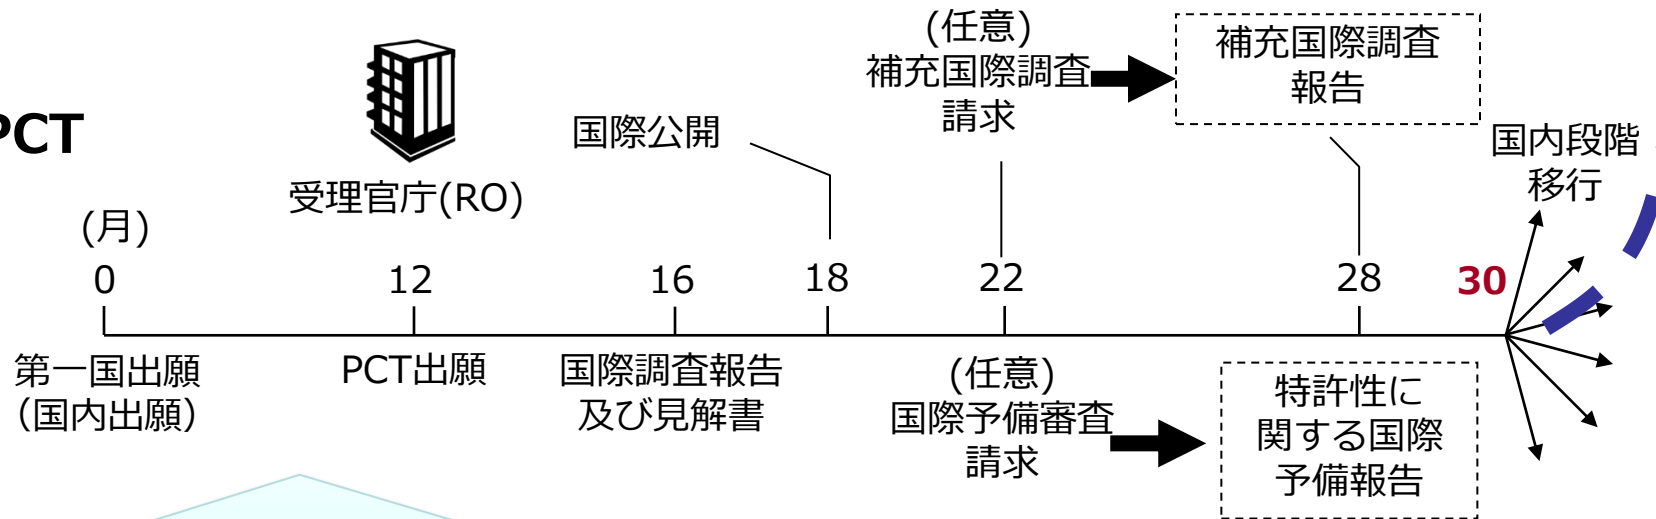 (任意)
補充国際調査
請求
補充国際調査
報告
PCT
国際公開
国内段階
移行
受理官庁(RO)
(月)
0
12
16
18
22
28
30
第一国出願
（国内出願）
PCT出願
国際調査報告
及び見解書
(任意)
国際予備審査
請求
特許性に
関する国際
予備報告